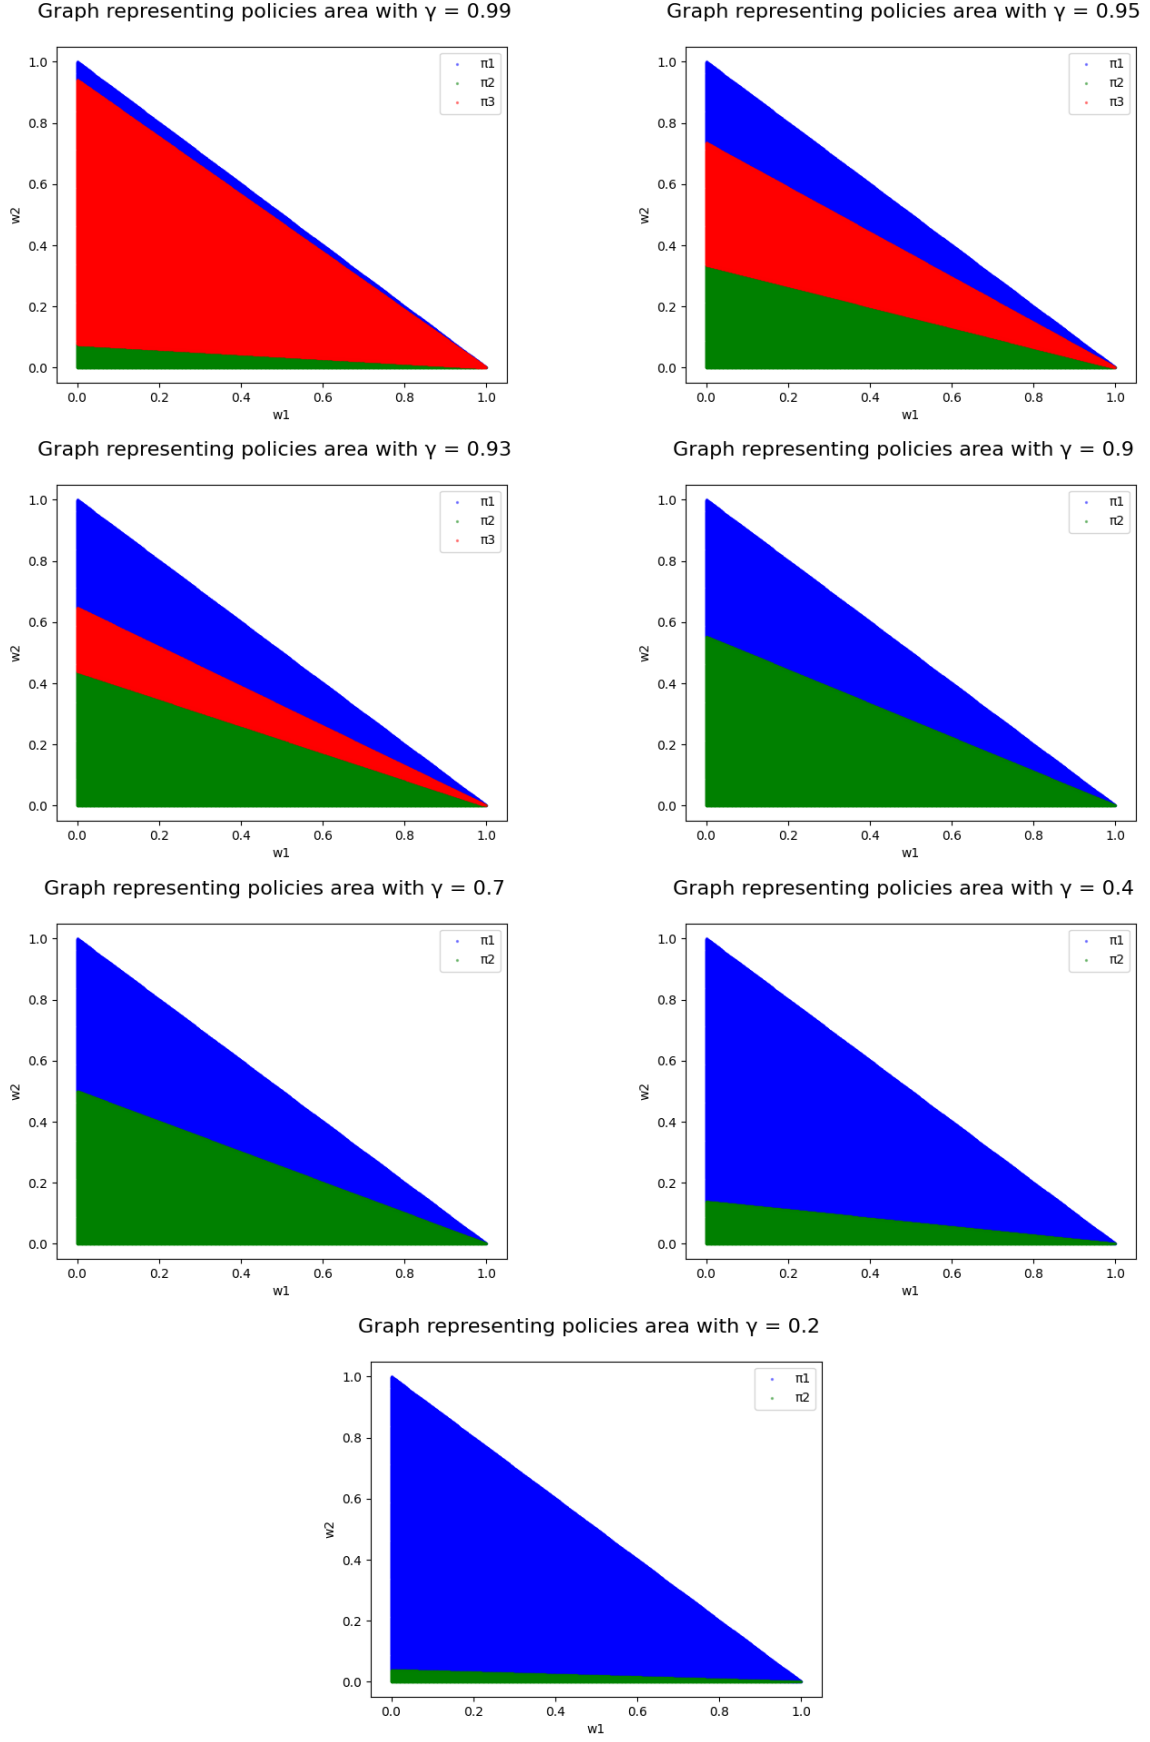 Graph representing policies area with γ = 0.99
π1
π2
π3
1.0
0.8
0.6
0.4
0.2
0.0
w2
0.0 0.2 0.4 0.6 0.8 1.0
w1
Graph representing policies area with γ = 0.95
π1
π2
π3
1.0
0.8
0.6
0.4
0.2
0.0
w2
0.0 0.2 0.4 0.6 0.8 1.0
w1
Graph representing policies area with γ = 0.93
π1
π2
π3
1.0
0.8
0.6
0.4
0.2
0.0
w2
0.0 0.2 0.4 0.6 0.8 1.0
w1
Graph representing policies area with γ = 0.9
π1
π2
1.0
0.8
0.6
0.4
0.2
0.0
w2
0.0 0.2 0.4 0.6 0.8 1.0
w1
Graph representing policies area with γ = 0.7
π1
π2
1.0
0.8
0.6
0.4
0.2
0.0
w2
0.0 0.2 0.4 0.6 0.8 1.0
w1
Graph representing policies area with γ = 0.4
π1
π2
1.0
0.8
0.6
0.4
0.2
0.0
w2
0.0 0.2 0.4 0.6 0.8 1.0
w1
Graph representing policies area with γ = 0.2
π1
π2
1.0
0.8
0.6
0.4
0.2
0.0
w2
0.0 0.2 0.4 0.6 0.8 1.0
w1